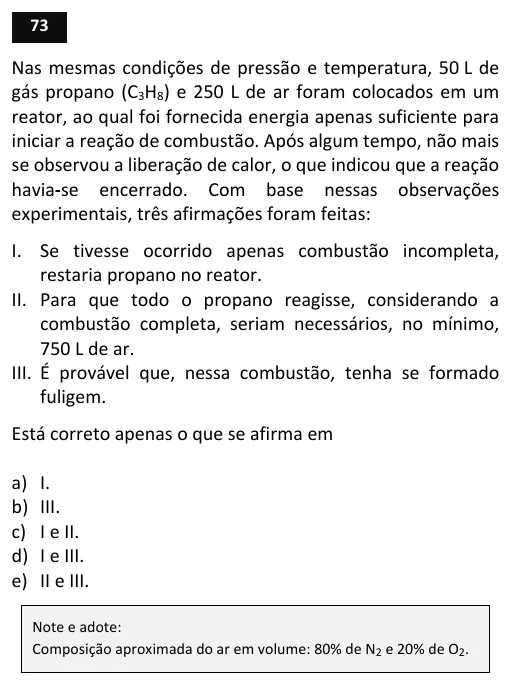 73
Nas mesmas condições de pressão e temperatura, 50 L de
gás propano (C₃H₈) e 250 L de ar foram colocados em um
reator, ao qual foi fornecida energia apenas suficiente para
iniciar a reação de combustão. Após algum tempo, não mais
se observou a liberação de calor, o que indicou que a reação
havia-se encerrado. Com base nessas observações
experimentais, três afirmações foram feitas:
I. Se tivesse ocorrido apenas combustão incompleta,
restaria propano no reator.
II. Para que todo o propano reagisse, considerando a
combustão completa, seriam necessários, no mínimo,
750 L de ar.
III. É provável que, nessa combustão, tenha se formado
fuligem.
Está correto apenas o que se afirma em
a) I.
b) III.
c) I e II.
d) I e III.
e) II e III.
Note e adote:
Composição aproximada do ar em volume: 80% de N₂ e 20% de O₂.